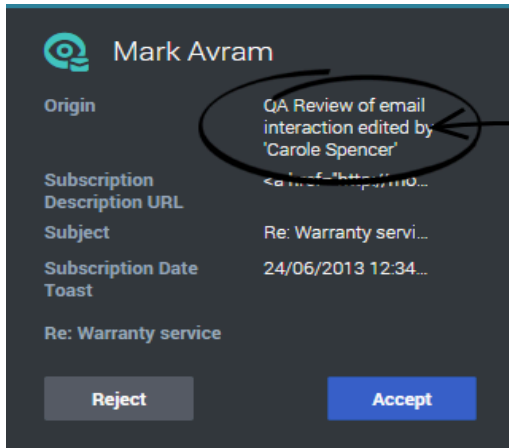 Mark Avram
Origin
QA Review of email
interaction edited by
'Carole Spencer'
Subscription
Description URL
<a href="http://mo...
Subject
Re: Warranty servi...
Subscription Date
Toast
24/06/2013 12:34...
Re: Warranty service
Reject
Accept